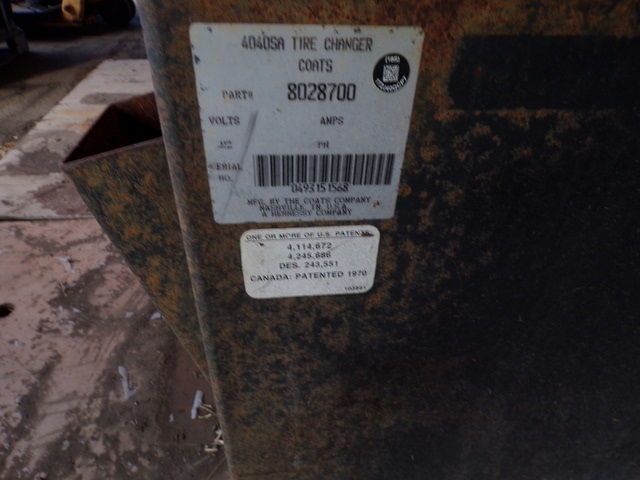 4040SA TIRE CHANGER
COATS
PART# 8028700
VOLTS AMPS
PH
SERIAL
NO. 0493151568
MFG. BY THE COATS COMPANY
NASHVILLE, TN U.S.A.
A HENNESSY COMPANY
ONE OR MORE OF U.S. PATENTS
4,114,672
4,245,686
DES. 243,551
CANADA: PATENTED 1970